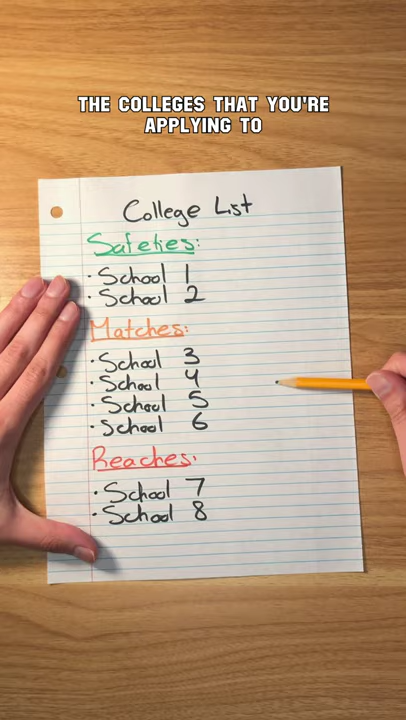 THE COLLEGES THAT YOU'RE
APPLYING TO
College List
Safeties:
· School 1
· School 2
Matches:
· School 3
· School 4
· School 5
· School 6
Reaches:
· School 7
· School 8